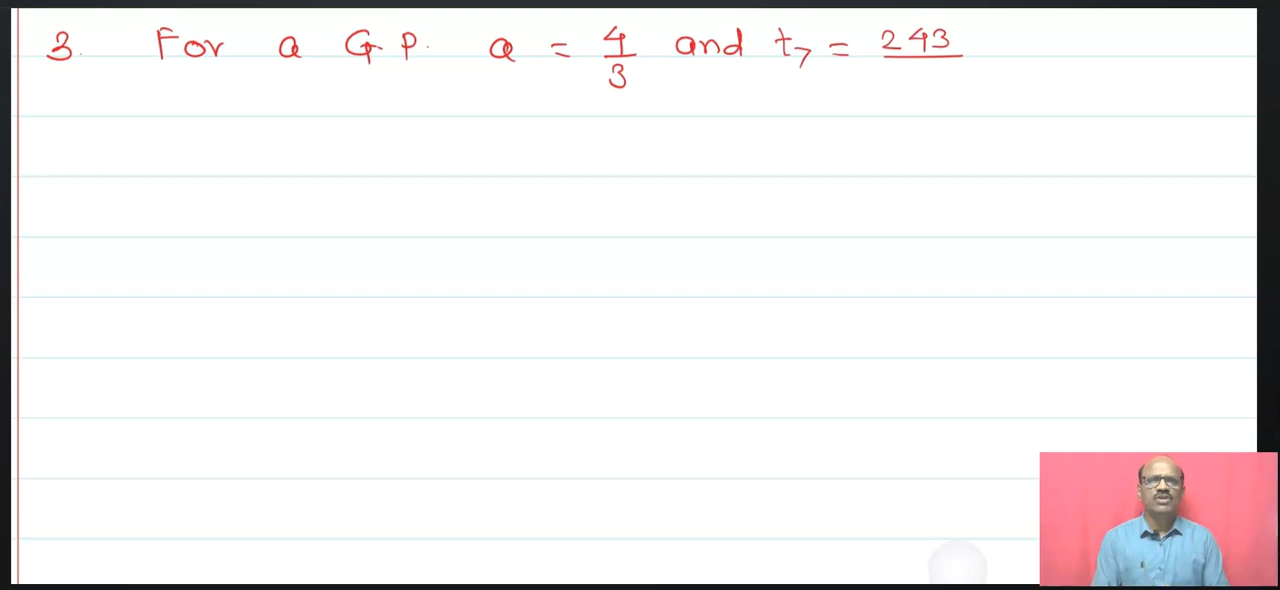 3. For a G.P. a = 4/3 and t₇ = 243/